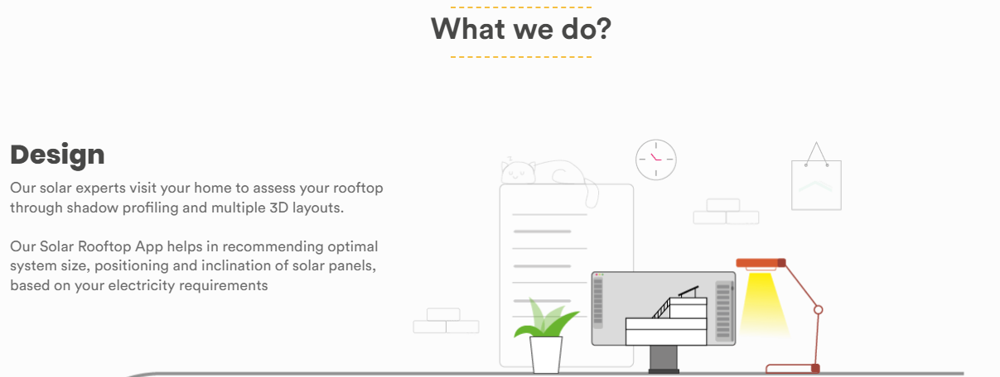 What we do?
Design
Our solar experts visit your home to assess your rooftop
through shadow profiling and multiple 3D layouts.
Our Solar Rooftop App helps in recommending optimal
system size, positioning and inclination of solar panels,
based on your electricity requirements